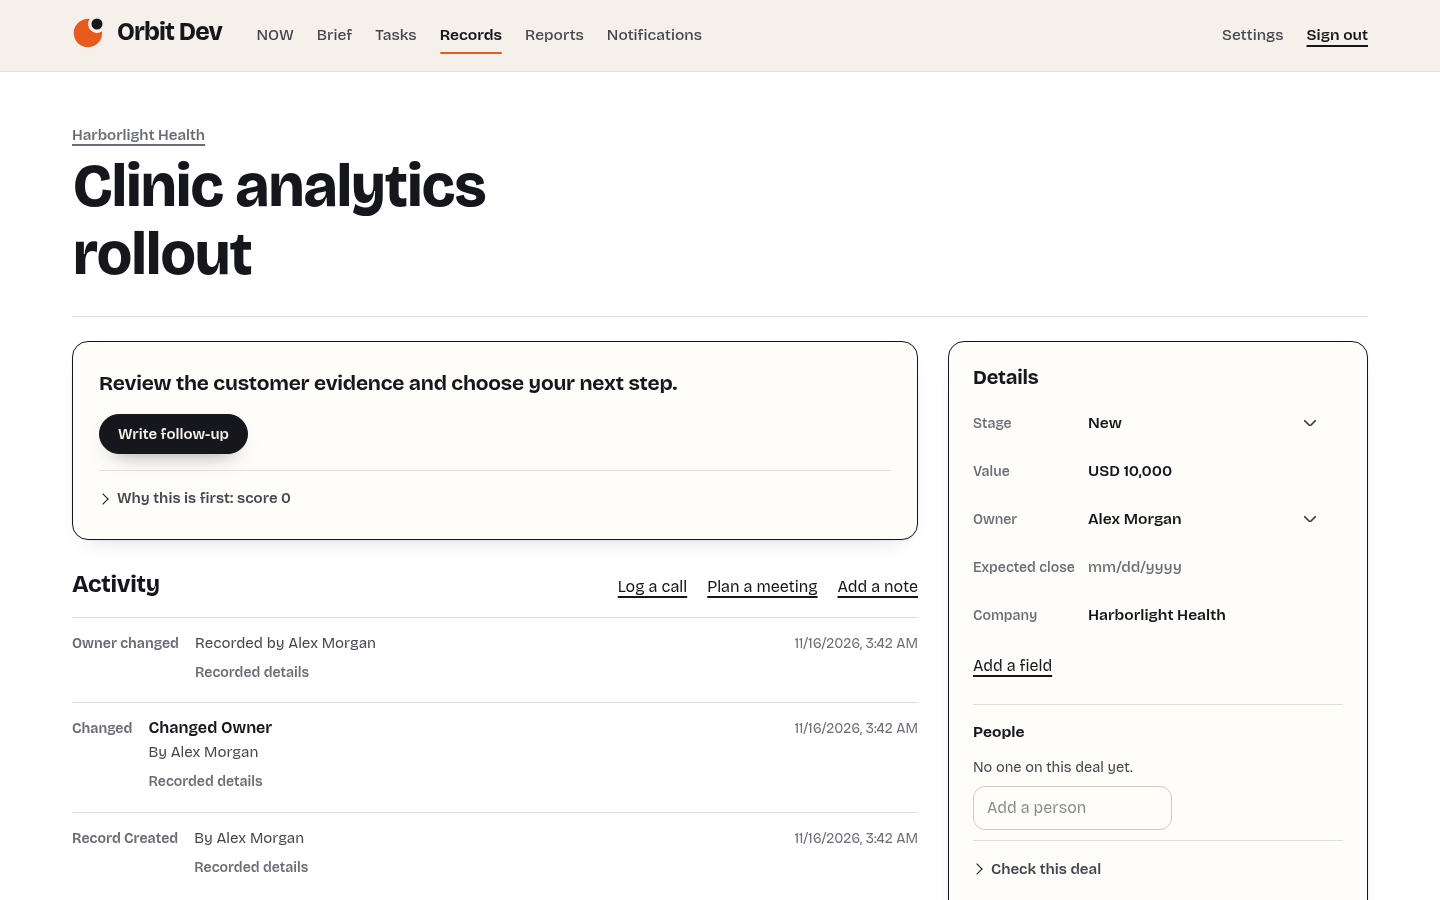 Orbit Dev
NOW
Brief
Tasks
Records
Reports
Notifications
Settings
Sign out
Harborlight Health
Clinic analytics
rollout
Review the customer evidence and choose your next step.
Write follow-up
Why this is first: score 0
Activity
Log a call
Plan a meeting
Add a note
Owner changed
Recorded by Alex Morgan
11/16/2026, 3:42 AM
Recorded details
Changed
Changed Owner
11/16/2026, 3:42 AM
By Alex Morgan
Recorded details
Record Created
By Alex Morgan
11/16/2026, 3:42 AM
Recorded details
Details
Stage
New
Value
USD 10,000
Owner
Alex Morgan
Expected close
mm/dd/yyyy
Company
Harborlight Health
Add a field
People
No one on this deal yet.
Add a person
Check this deal